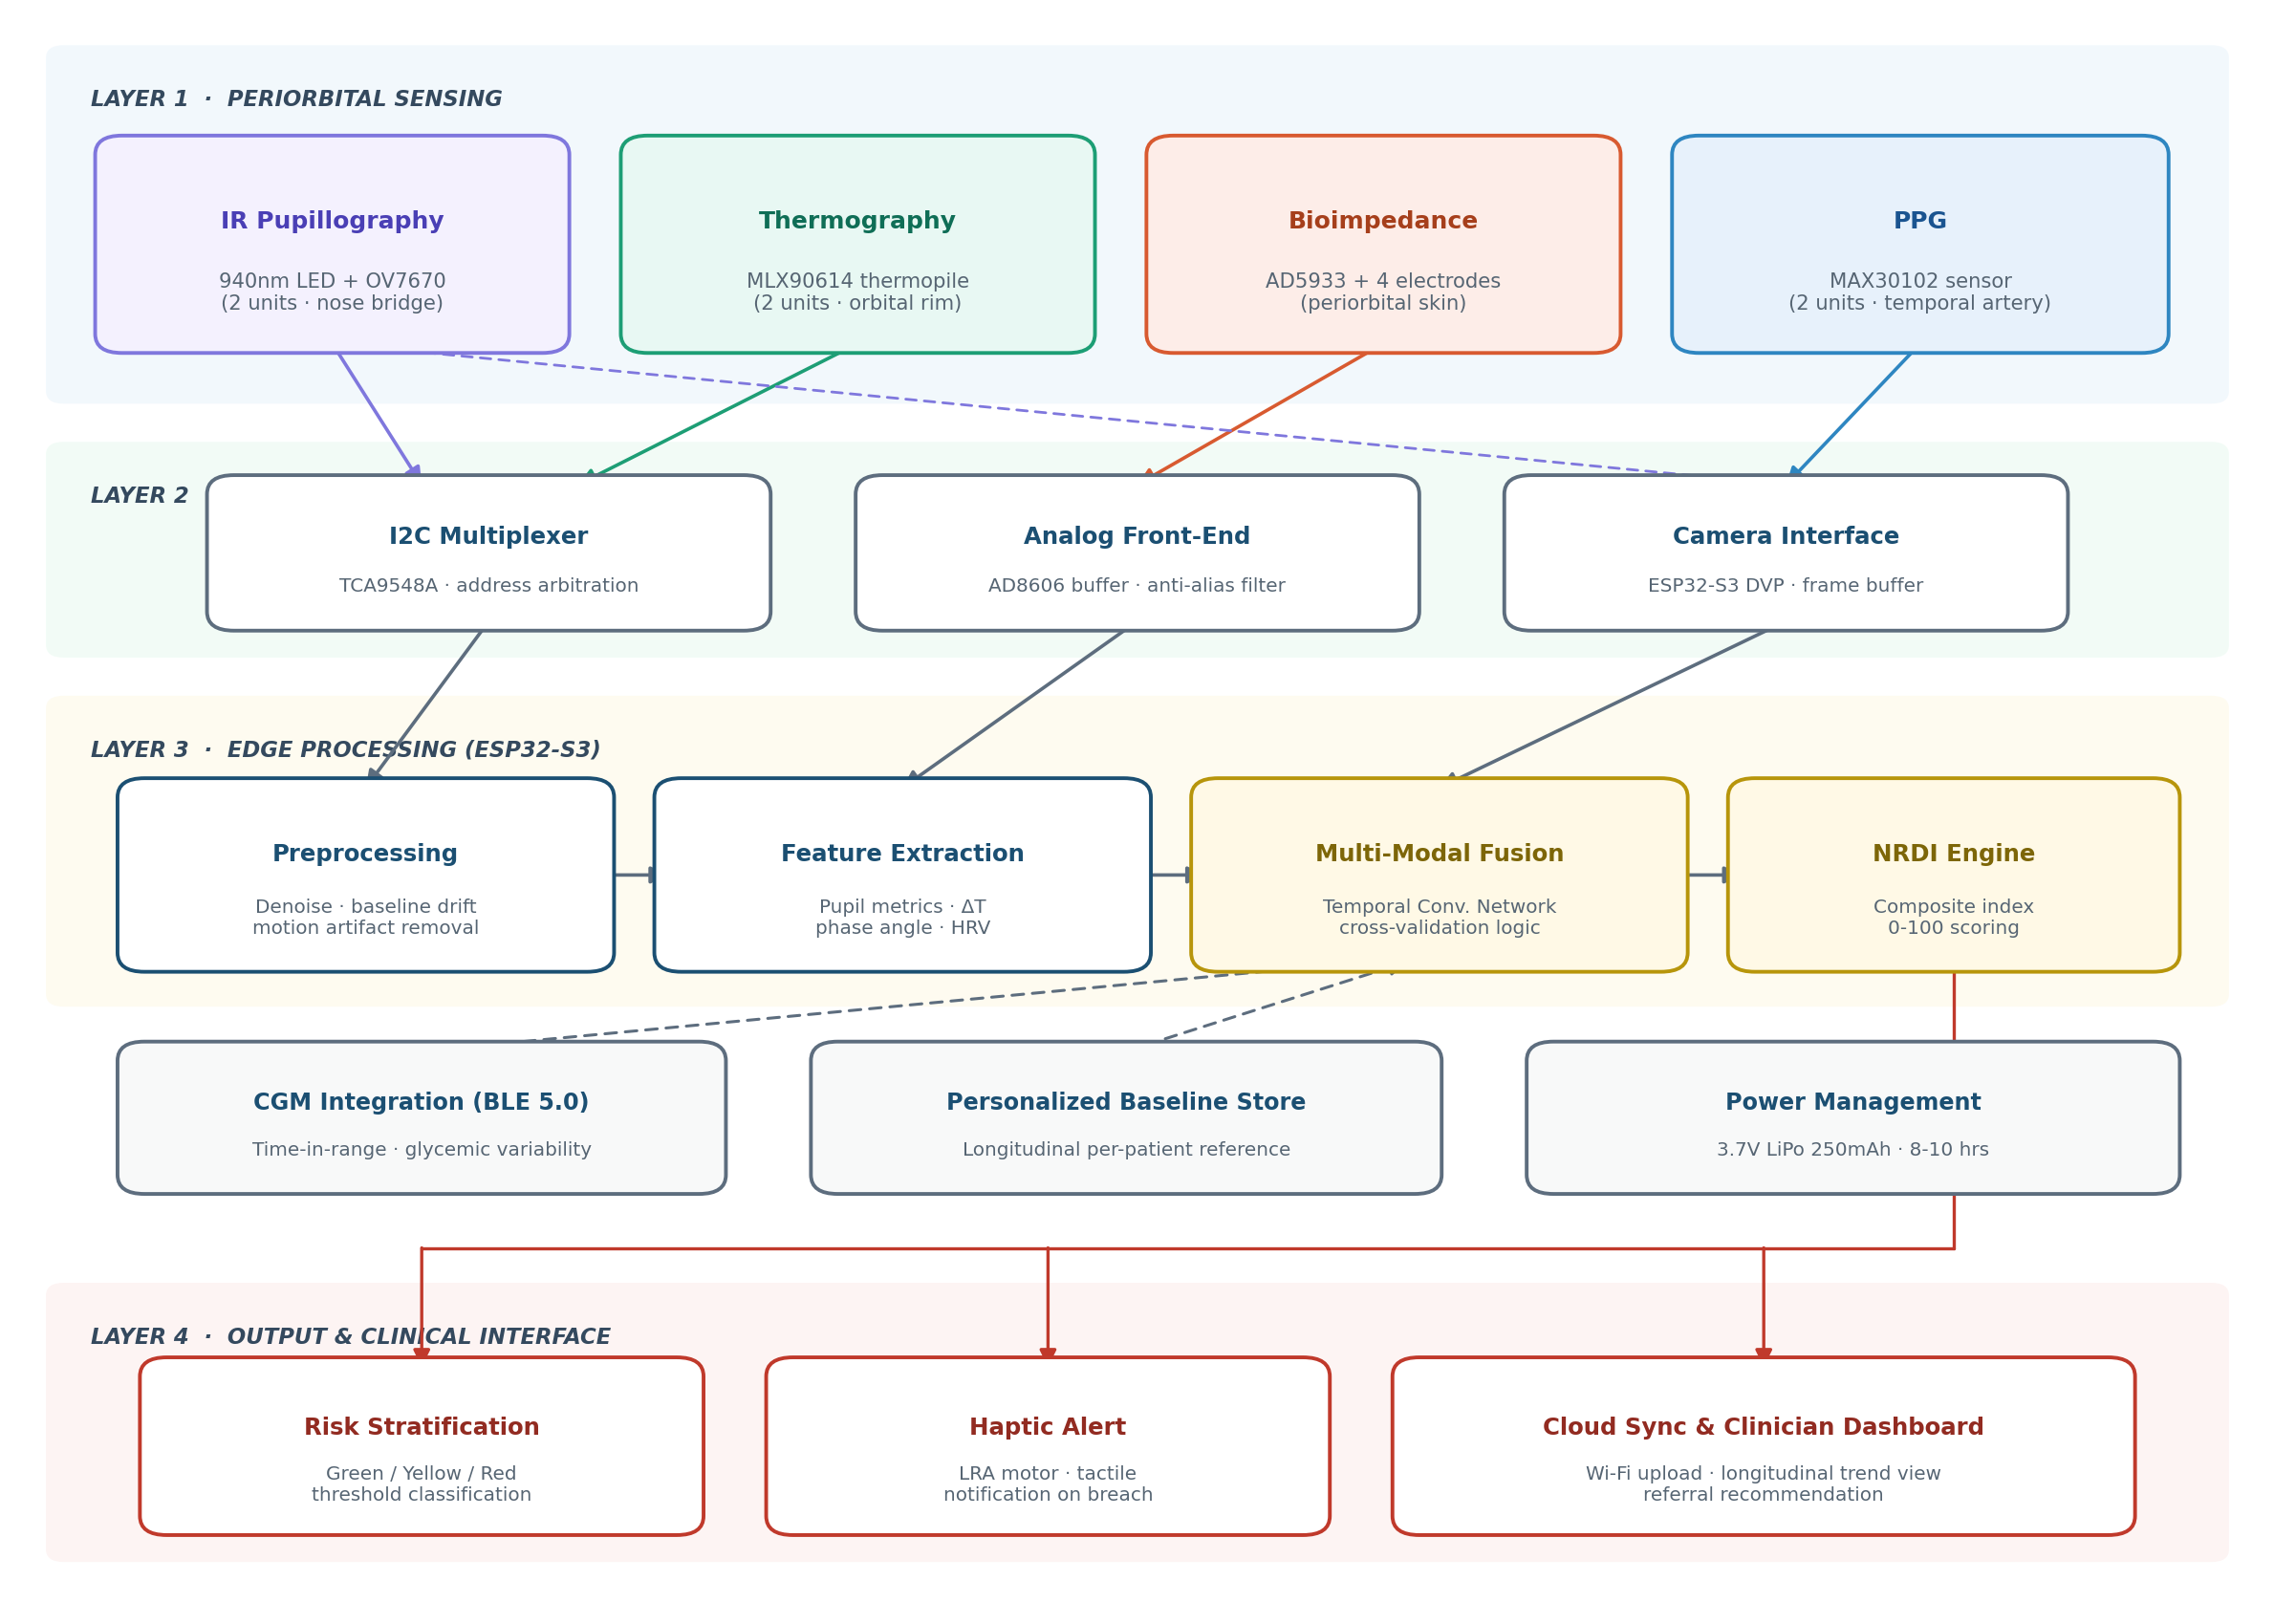 LAYER 1 · PERIORBITAL SENSING
IR Pupillography
940nm LED + OV7670
(2 units · nose bridge)
Thermography
MLX90614 thermopile
(2 units · orbital rim)
Bioimpedance
AD5933 + 4 electrodes
(periorbital skin)
PPG
MAX30102 sensor
(2 units · temporal artery)
LAYER 2
I2C Multiplexer
TCA9548A · address arbitration
Analog Front-End
AD8606 buffer · anti-alias filter
Camera Interface
ESP32-S3 DVP · frame buffer
LAYER 3 · EDGE PROCESSING (ESP32-S3)
Preprocessing
Denoise · baseline drift
motion artifact removal
Feature Extraction
Pupil metrics · ΔT
phase angle · HRV
Multi-Modal Fusion
Temporal Conv. Network
cross-validation logic
NRDI Engine
Composite index
0-100 scoring
CGM Integration (BLE 5.0)
Time-in-range · glycemic variability
Personalized Baseline Store
Longitudinal per-patient reference
Power Management
3.7V LiPo 250mAh · 8-10 hrs
LAYER 4 · OUTPUT & CLINICAL INTERFACE
Risk Stratification
Green / Yellow / Red
threshold classification
Haptic Alert
LRA motor · tactile
notification on breach
Cloud Sync & Clinician Dashboard
Wi-Fi upload · longitudinal trend view
referral recommendation